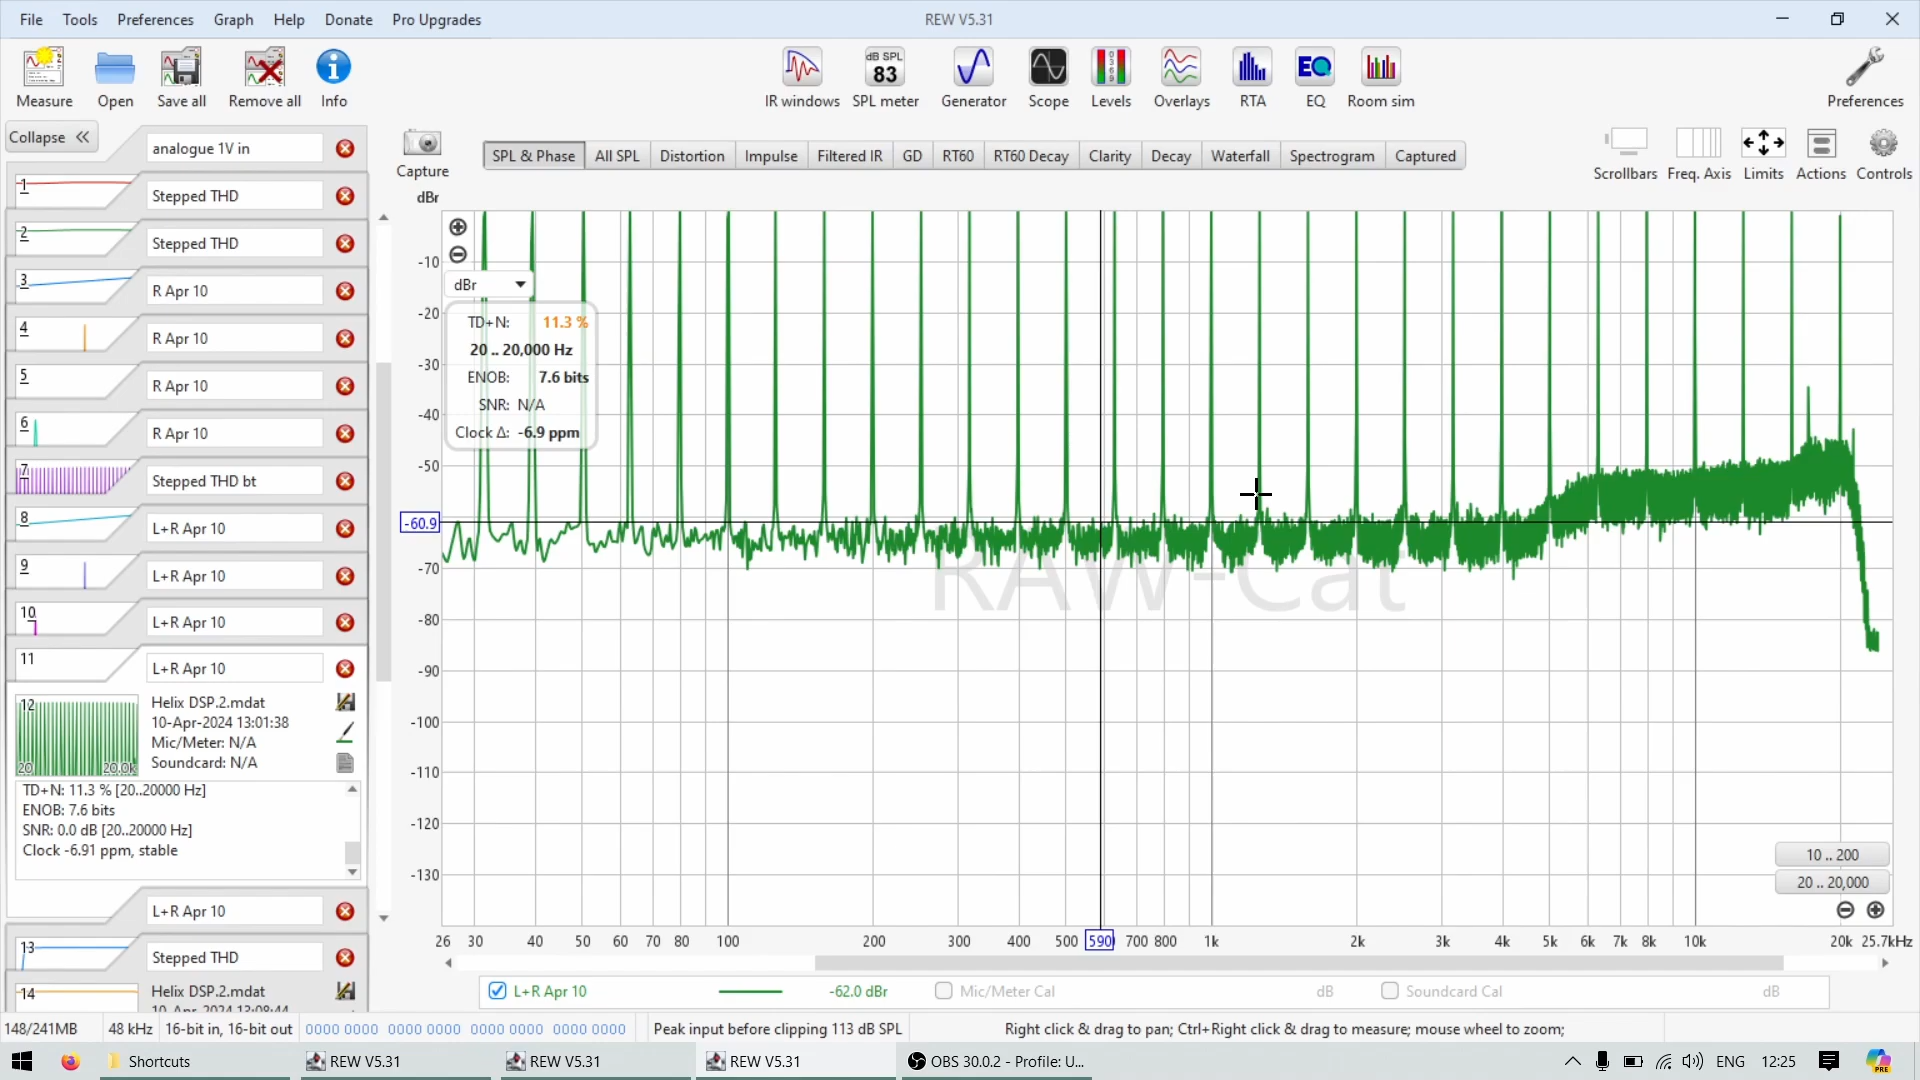 File Tools Preferences Graph Help Donate Pro Upgrades
REW V5.31
Measure Open Save all Remove all Info
dB SPL
83
EQ
IR windows SPL meter Generator Scope Levels Overlays RTA EQ Room sim
Preferences
Collapse
Capture
SPL & Phase All SPL Distortion Impulse Filtered IR GD RT60 RT60 Decay Clarity Decay Waterfall Spectrogram Captured
Scrollbars Freq. Axis Limits Actions Controls
analogue 1V in
1
Stepped THD
2
Stepped THD
3
R Apr 10
4
R Apr 10
5
R Apr 10
6
R Apr 10
7
Stepped THD bt
8
L+R Apr 10
9
L+R Apr 10
10
L+R Apr 10
11
L+R Apr 10
12
20
20.0k
Helix DSP.2.mdat
10-Apr-2024 13:01:38
Mic/Meter: N/A
Soundcard: N/A
TD+N: 11.3 % [20..20000 Hz]
ENOB: 7.6 bits
SNR: 0.0 dB [20..20000 Hz]
Clock -6.91 ppm, stable
L+R Apr 10
13
Stepped THD
14
Helix DSP.2.mdat
10-Apr-2024 13:08:44
dBr
dBr
TD+N: 11.3 %
20 .. 20,000 Hz
ENOB: 7.6 bits
SNR: N/A
Clock Δ: -6.9 ppm
-10
-20
-30
-40
-50
-60.9
-70
-80
-90
-100
-110
-120
-130
RAW-Cat
10 .. 200
20 .. 20,000
26 30 40 50 60 70 80 100 200 300 400 500 590 700 800 1k 2k 3k 4k 5k 6k 7k 8k 10k 20k 25.7kHz
L+R Apr 10 -62.0 dBr Mic/Meter Cal dB Soundcard Cal dB
148/241MB 48 kHz 16-bit in, 16-bit out 0000 0000 0000 0000 0000 0000 0000 0000 Peak input before clipping 113 dB SPL Right click & drag to pan; Ctrl+Right click & drag to measure; mouse wheel to zoom;
Shortcuts REW V5.31 REW V5.31 REW V5.31 OBS 30.0.2 - Profile: U... ENG 12:25 PRE